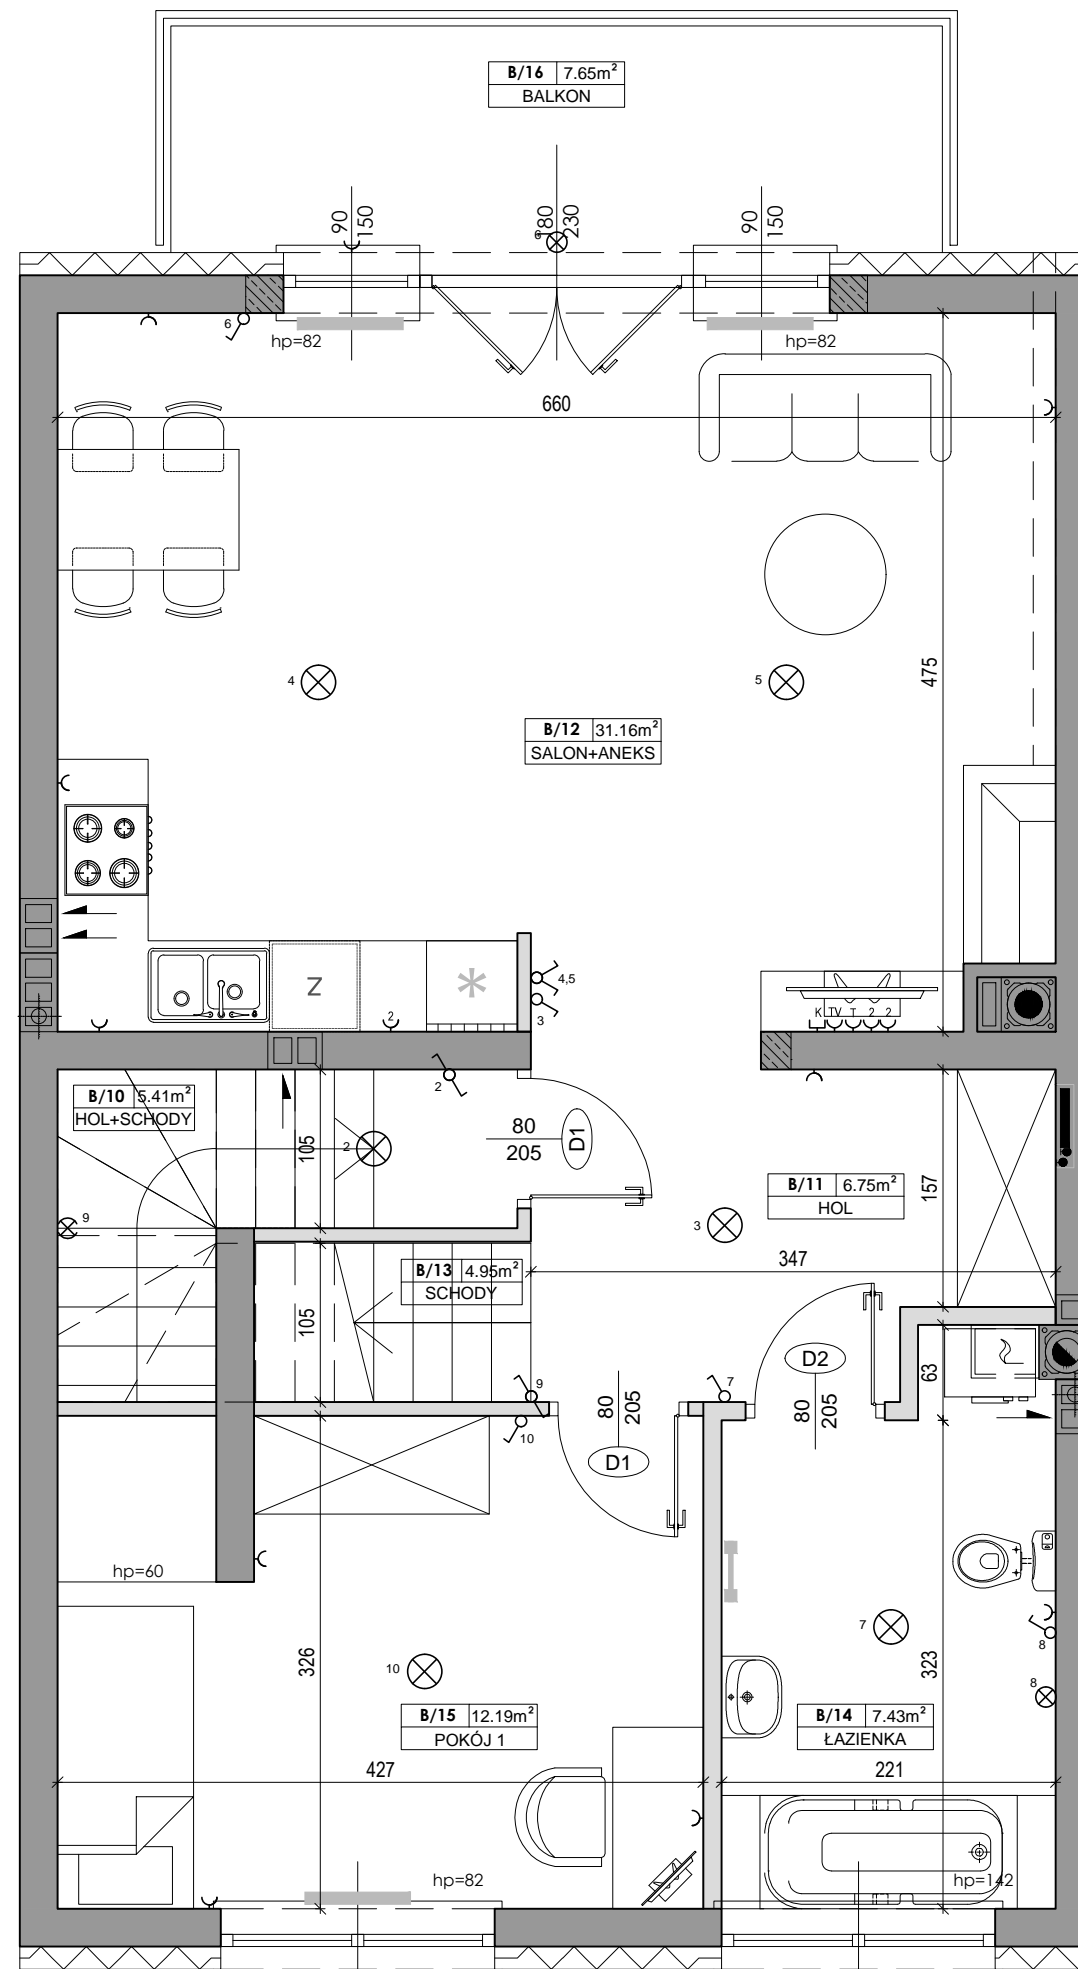 B/16 7.65m²
BALKON
90
150
180
230
6
90
150
6
hp=82
hp=82
660
475
4
5
B/12 31.16m²
SALON+ANEKS
Z
*
4,5
3
2
K TV T 2 2
B/10 5.41m²
HOL+SCHODY
2
105
2
80
205
D1
B/11 6.75m²
HOL
157
9
3
347
B/13 4.95m²
SCHODY
105
9
10
80
205
D1
7
D2
80
205
63
hp=60
326
10
7
8
8
323
B/15 12.19m²
POKÓJ 1
B/14 7.43m²
ŁAZIENKA
427
221
hp=82
hp=142